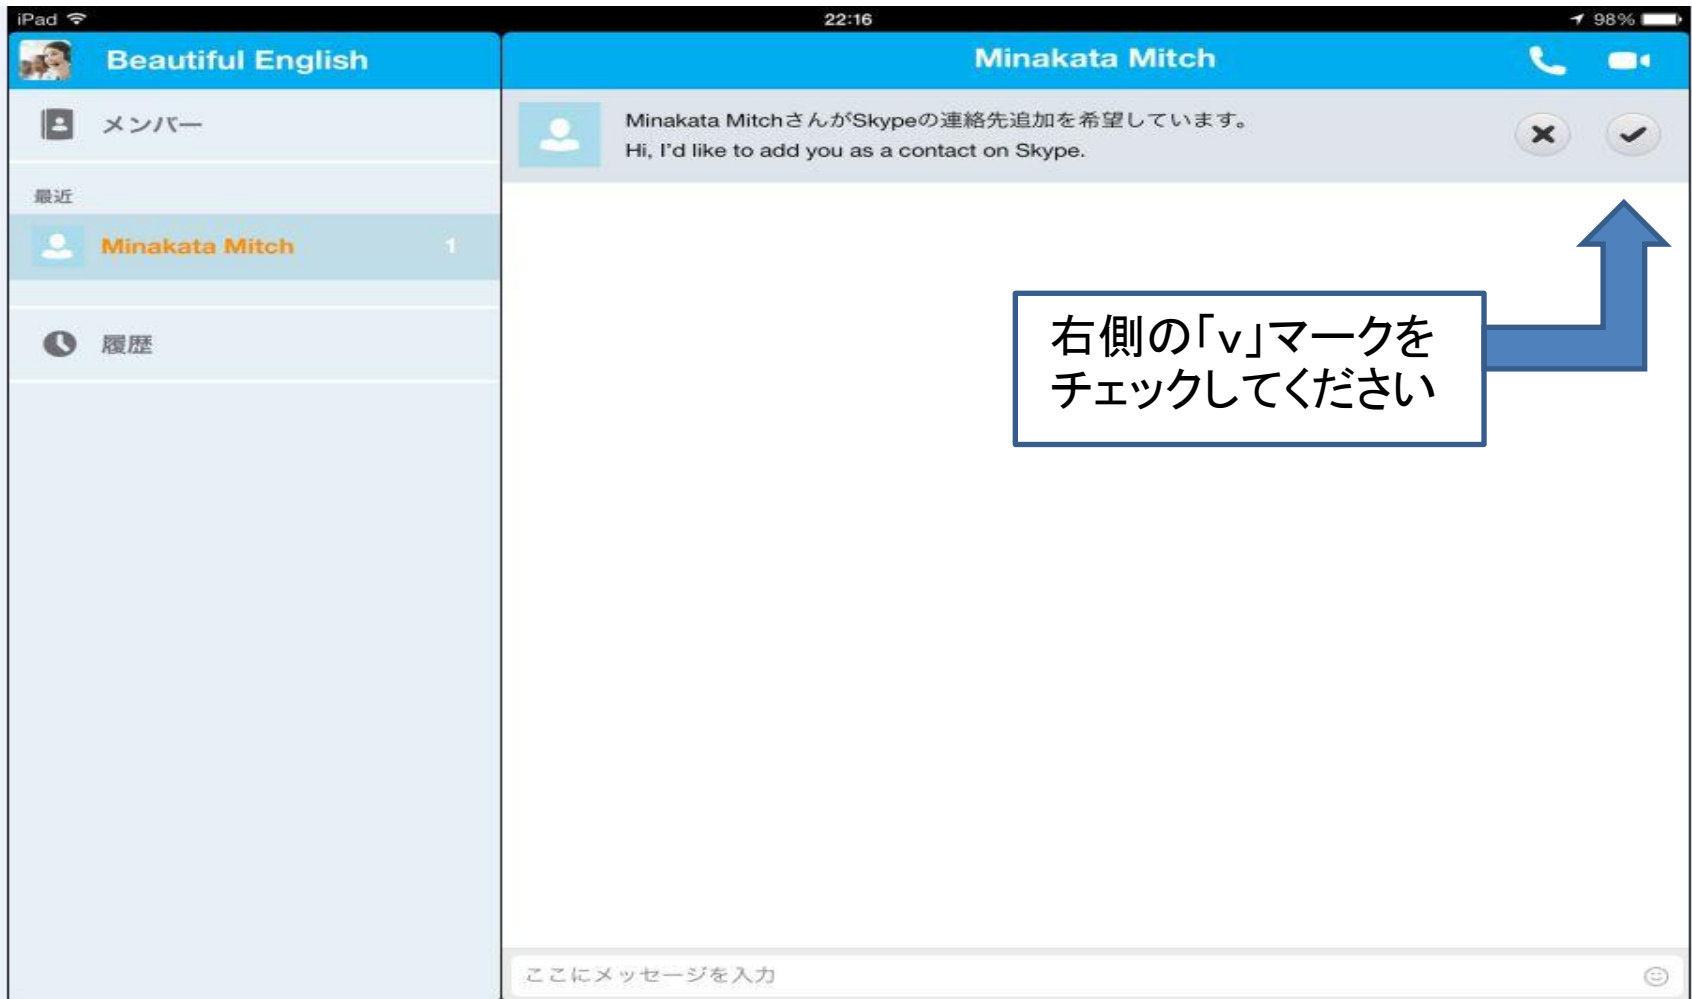 iPad 22:16 98%
Beautiful English
Minakata Mitch
メンバー
Minakata MitchさんがSkypeの連絡先追加を希望しています。
Hi, I'd like to add you as a contact on Skype.
最近
Minakata Mitch 1
履歴
右側の「v」マークを
チェックしてください
ここにメッセージを入力